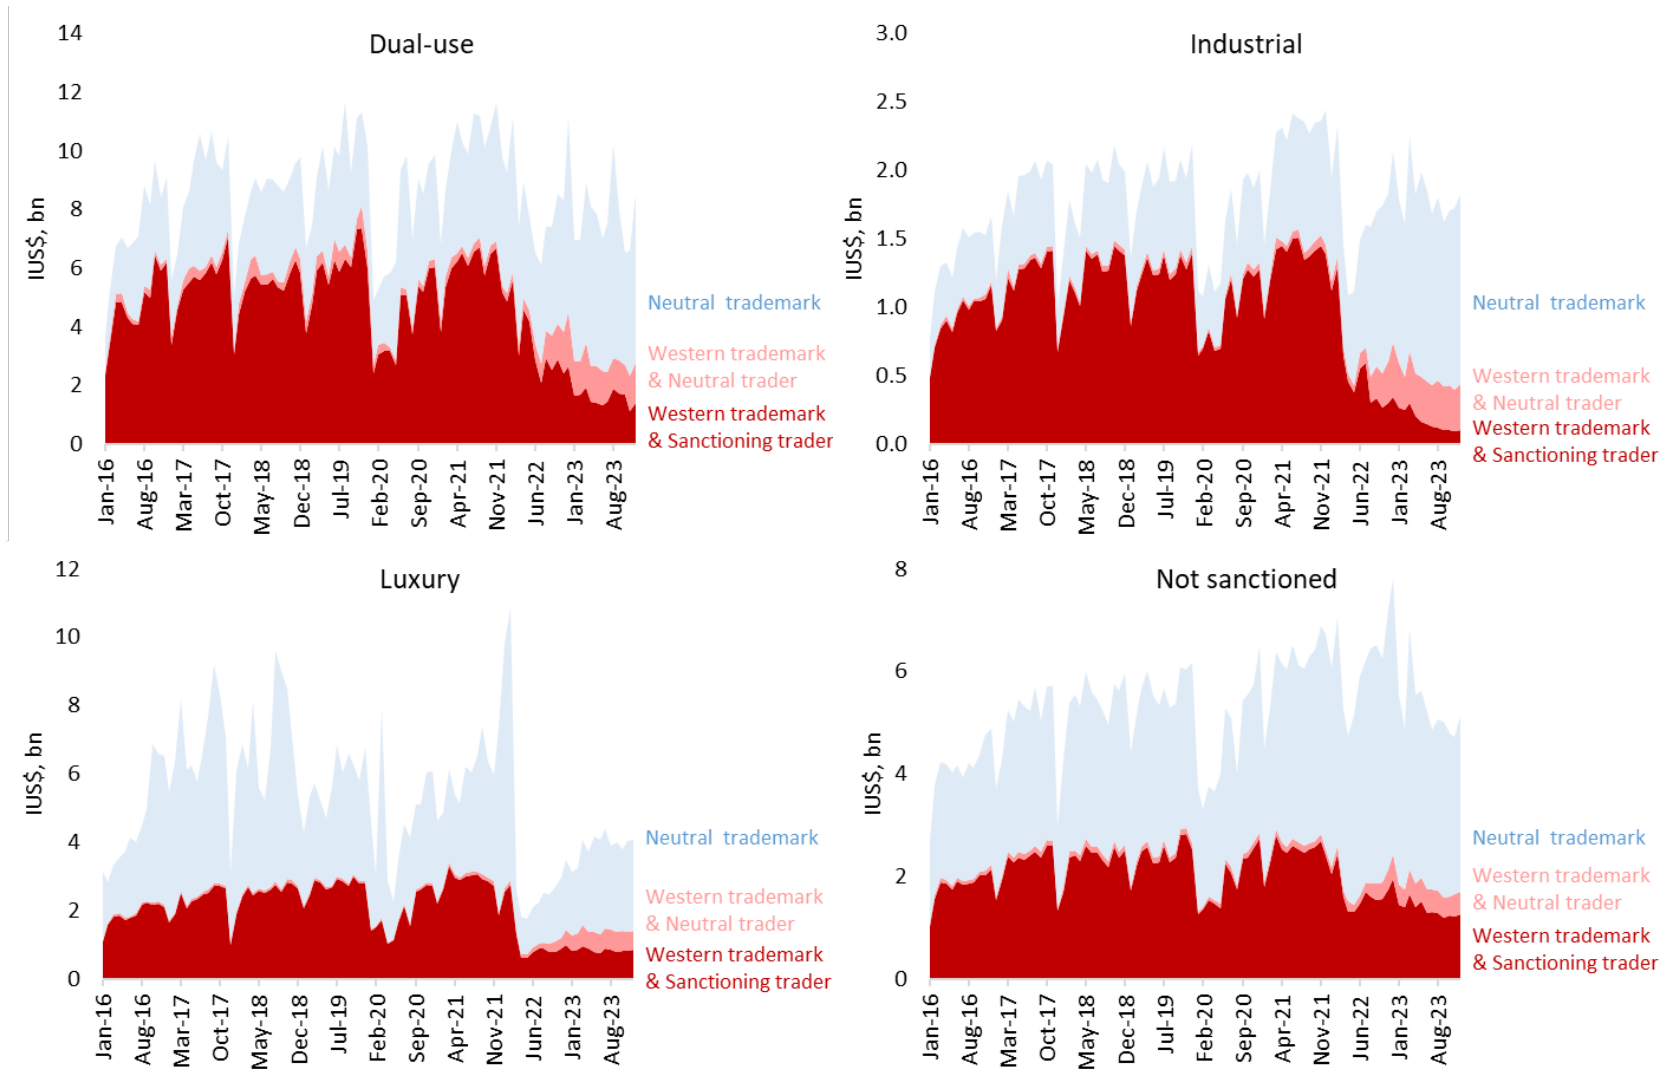 Dual-use
IUS$, bn
14
12
10
8
6
4
2
0
Jan-16
Aug-16
Mar-17
Oct-17
May-18
Dec-18
Jul-19
Feb-20
Sep-20
Apr-21
Nov-21
Jun-22
Jan-23
Aug-23
Neutral trademark
Western trademark
& Neutral trader
Western trademark
& Sanctioning trader
Industrial
IUS$, bn
3.0
2.5
2.0
1.5
1.0
0.5
0.0
Jan-16
Aug-16
Mar-17
Oct-17
May-18
Dec-18
Jul-19
Feb-20
Sep-20
Apr-21
Nov-21
Jun-22
Jan-23
Aug-23
Neutral trademark
Western trademark
& Neutral trader
Western trademark
& Sanctioning trader
Luxury
IUS$, bn
12
10
8
6
4
2
0
Jan-16
Aug-16
Mar-17
Oct-17
May-18
Dec-18
Jul-19
Feb-20
Sep-20
Apr-21
Nov-21
Jun-22
Jan-23
Aug-23
Neutral trademark
Western trademark
& Neutral trader
Western trademark
& Sanctioning trader
Not sanctioned
IUS$, bn
8
6
4
2
0
Jan-16
Aug-16
Mar-17
Oct-17
May-18
Dec-18
Jul-19
Feb-20
Sep-20
Apr-21
Nov-21
Jun-22
Jan-23
Aug-23
Neutral trademark
Western trademark
& Neutral trader
Western trademark
& Sanctioning trader